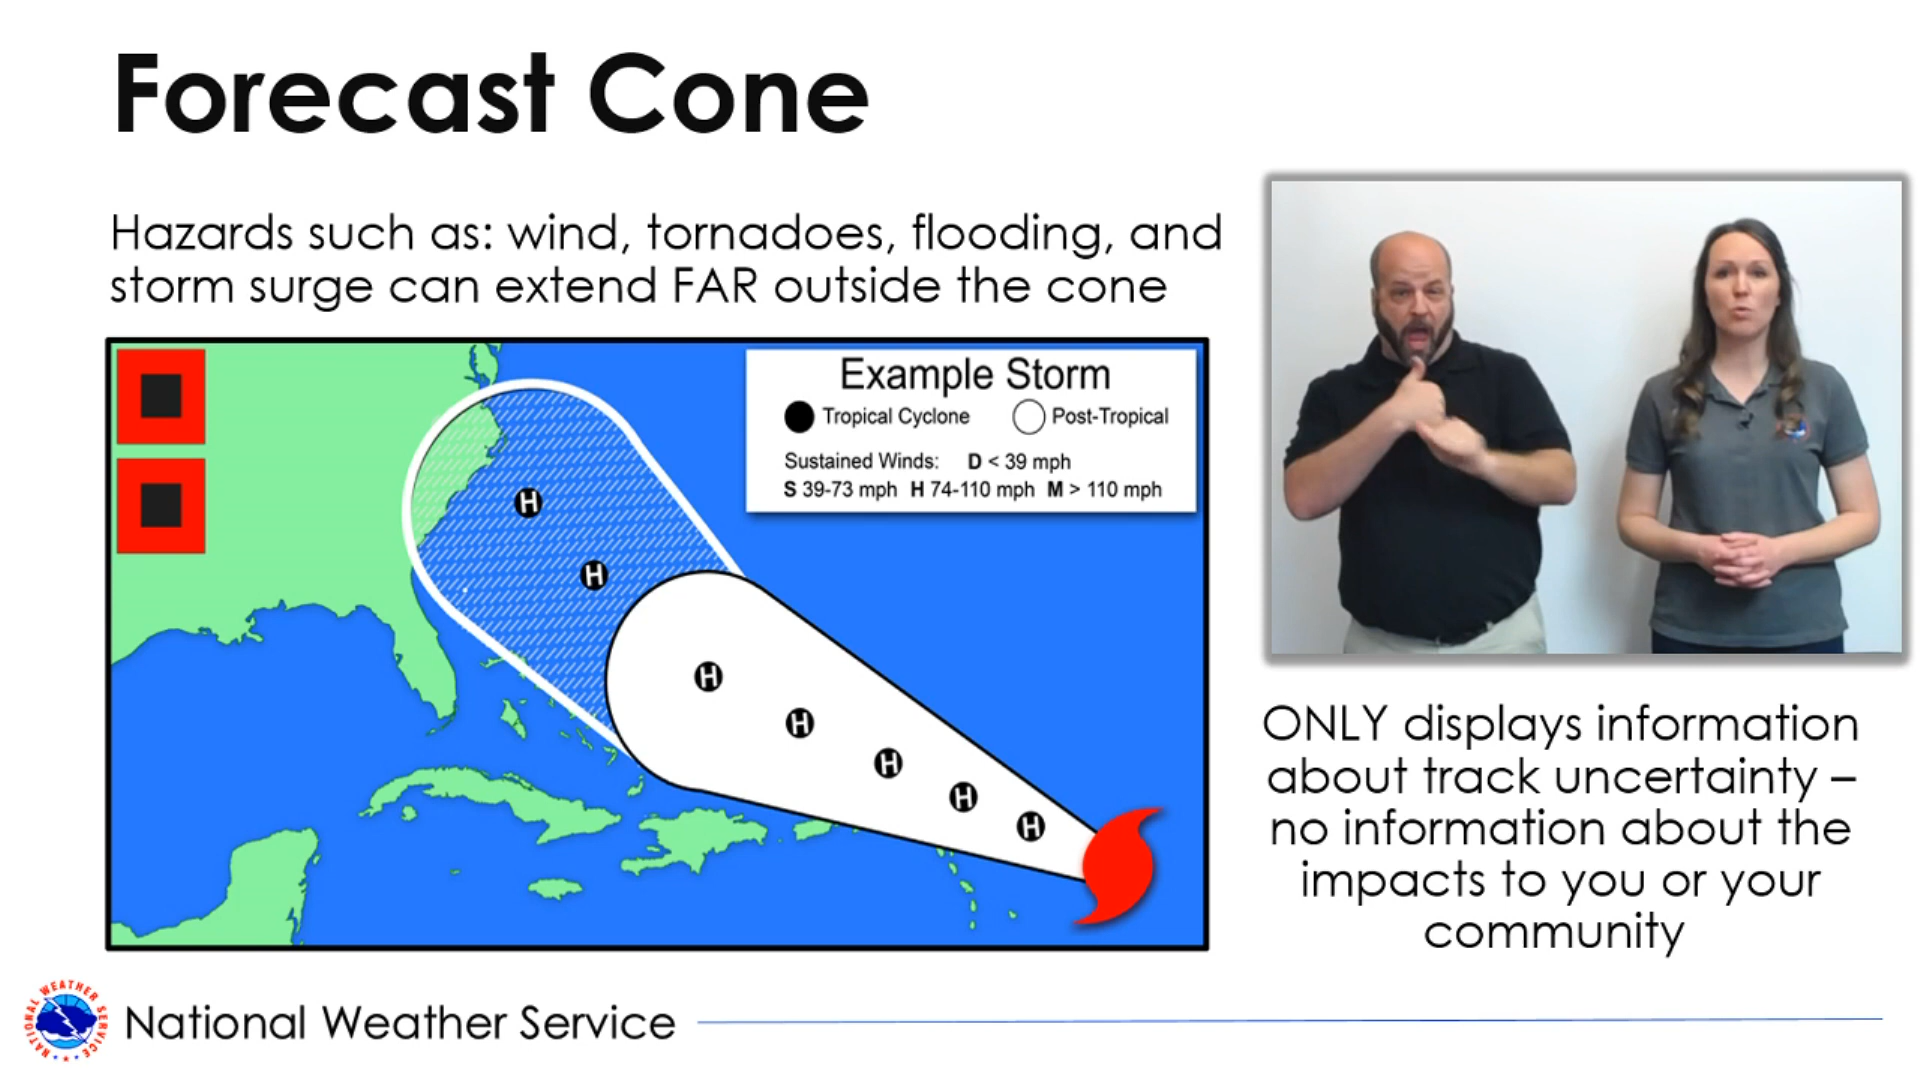 Forecast Cone
Hazards such as: wind, tornadoes, flooding, and
storm surge can extend FAR outside the cone
Example Storm
Tropical Cyclone Post-Tropical
Sustained Winds: D < 39 mph
S 39-73 mph H 74-110 mph M > 110 mph
H
H
H
H
H
H
H
ONLY displays information
about track uncertainty –
no information about the
impacts to you or your
community
NATIONAL WEATHER SERVICE
National Weather Service